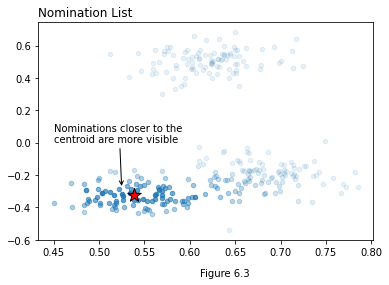 Nomination List
0.6
0.4
0.2
0.0
−0.2
−0.4
−0.6
Nominations closer to the
centroid are more visible
0.45 0.50 0.55 0.60 0.65 0.70 0.75 0.80
Figure 6.3